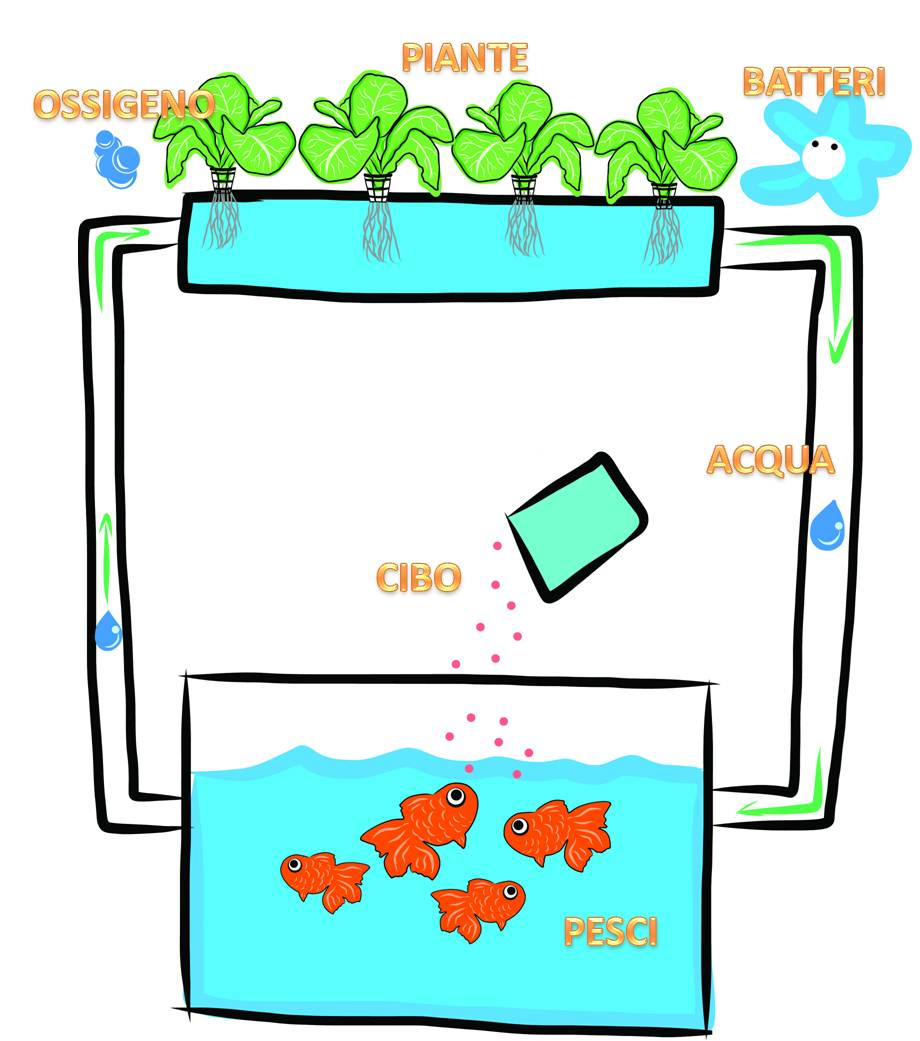 PIANTE
OSSIGENO
BATTERI
ACQUA
CIBO
PESCI